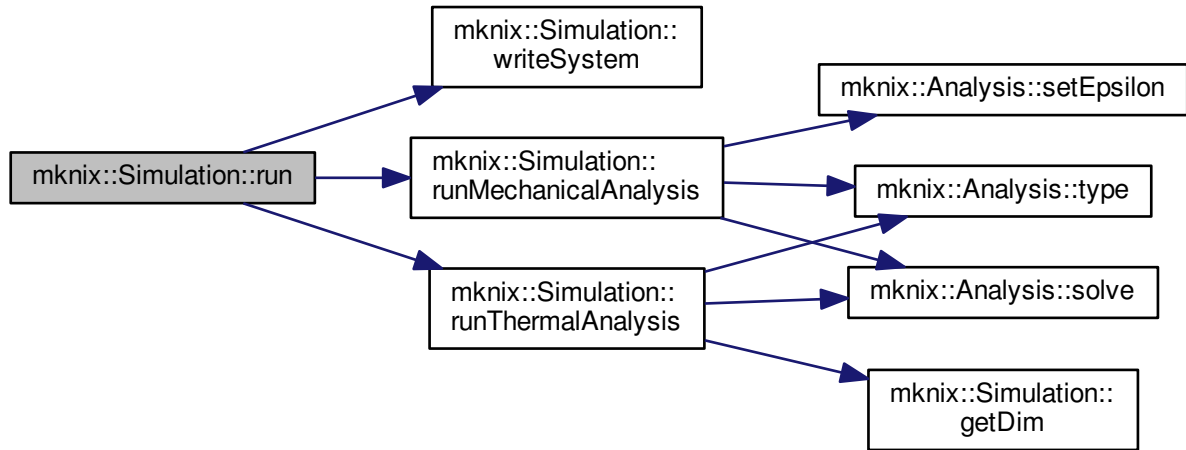 mknix::Simulation::run
mknix::Simulation::
writeSystem
mknix::Simulation::
runMechanicalAnalysis
mknix::Simulation::
runThermalAnalysis
mknix::Analysis::setEpsilon
mknix::Analysis::type
mknix::Analysis::solve
mknix::Simulation::
getDim